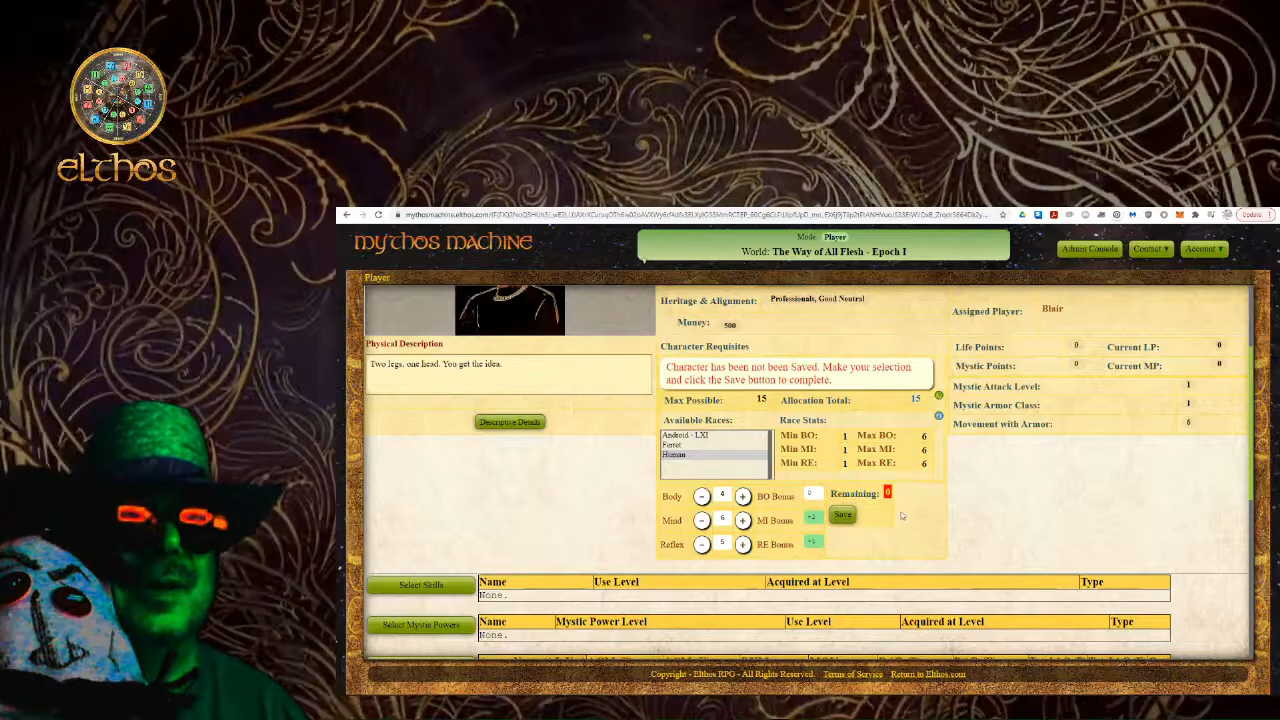 ELTHOS
mythosmachine.elthos.com/
Update
MYTHOS MACHINE
Mode: Player
World: The Way of All Flesh - Epoch I
Admin Console
Contact ▾
Account ▾
Player
Heritage & Alignment: Professionals, Good Neutral
Money: 500
Assigned Player: Blair
Physical Description
Two legs, one head. You get the idea.
Descriptive Details
Character Requisites
Character has been not been Saved. Make your selection
and click the Save button to complete.
Max Possible: 15 Allocation Total: 15
Available Races: Race Stats:
Android - LXI
Ferret
Human
Min BO: 1 Max BO: 6
Min MI: 1 Max MI: 6
Min RE: 1 Max RE: 6
Body − 4 + BO Bonus 0 Remaining: 0
Mind − 6 + MI Bonus +2 Save
Reflex − 5 + RE Bonus +1
Life Points: 0 Current LP: 0
Mystic Points: 0 Current MP: 0
Mystic Attack Level: 1
Mystic Armor Class: 1
Movement with Armor: 6
Select Skills
Name Use Level Acquired at Level Type
None.
Select Mystic Powers
Name Mystic Power Level Use Level Acquired at Level Type
None.
Copyright - Elthos RPG - All Rights Reserved. Terms of Service Return to Elthos.com